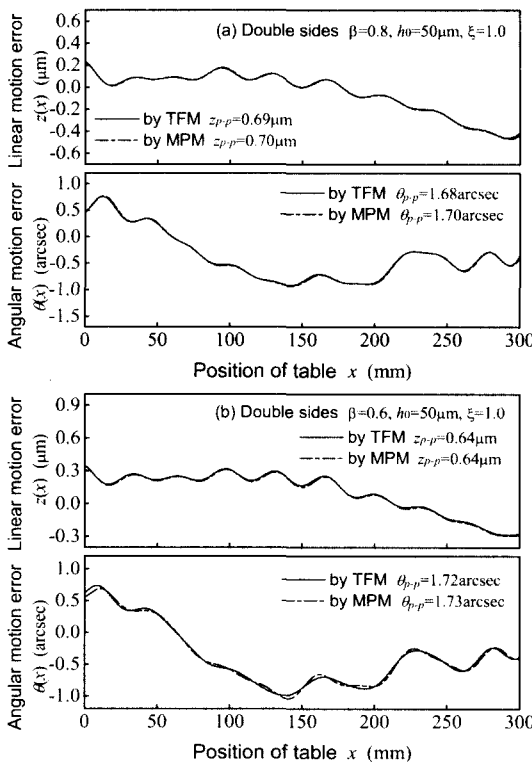 (a) Double sides β=0.8, h0=50μm, ξ=1.0
Linear motion error
z(x) (μm)
0.6
0.4
0.2
0.0
-0.2
-0.4
-0.6
by TFM zp-p=0.69μm
by MPM zp-p=0.70μm
Angular motion error
θ(x) (arcsec)
1.0
0.5
0.0
-0.5
-1.0
-1.5
by TFM θp-p=1.68arcsec
by MPM θp-p=1.70arcsec
0 50 100 150 200 250 300
Position of table x (mm)
(b) Double sides β=0.6, h0=50μm, ξ=1.0
Linear motion error
z(x) (μm)
0.9
0.6
0.3
0.0
-0.3
by TFM zp-p=0.64μm
by MPM zp-p=0.64μm
Angular motion error
θ(x) (arcsec)
1.0
0.5
0.0
-0.5
-1.0
by TFM θp-p=1.72arcsec
by MPM θp-p=1.73arcsec
0 50 100 150 200 250 300
Position of table x (mm)